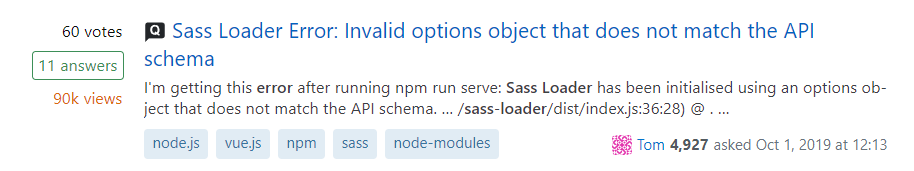 60 votes
11 answers
90k views
Q Sass Loader Error: Invalid options object that does not match the API
schema
I'm getting this error after running npm run serve: Sass Loader has been initialised using an options ob-
ject that does not match the API schema. ... /sass-loader/dist/index.js:36:28) @ . ...
node.js vue.js npm sass node-modules
Tom 4,927 asked Oct 1, 2019 at 12:13